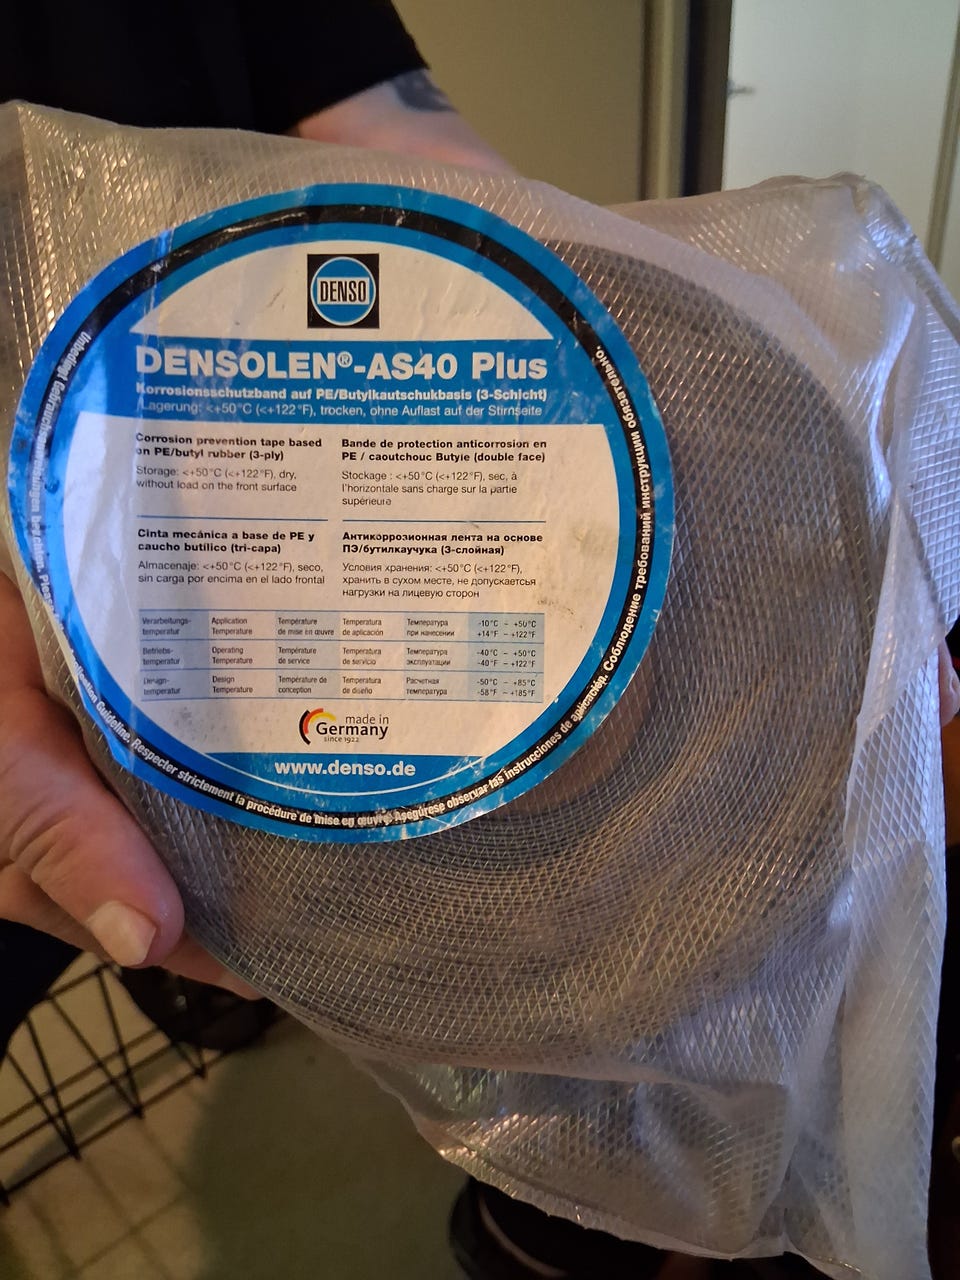 DENSO
DENSOLEN®-AS40 Plus
Korrosionsschutzband auf PE/Butylkautschukbasis (3-Schicht)
Lagerung: <+50°C (<+122°F), trocken, ohne Auflast auf der Stirnseite
Corrosion prevention tape based
on PE/butyl rubber (3-ply)
Storage: <+50°C (<+122°F), dry,
without load on the front surface
Bande de protection anticorrosion en
PE / caoutchouc Butyle (double face)
Stockage : <+50°C (<+122°F), sec, à
l'horizontale sans charge sur la partie
supérieure
Cinta mecánica a base de PE y
caucho butílico (tri-capa)
Almacenaje: <+50°C (<+122°F), seco,
sin carga por encima en el lado frontal
Антикоррозионная лента на основе
ПЭ/бутилкаучука (3-слойная)
Условия хранения: <+50°C (<+122°F),
хранить в сухом месте, не допускаетсья
нагрузки на лицевую сторон
Verarbeitungs- Application Température Temperatura Температура -10°C – +50°C
temperatur Temperature de mise en œuvre de aplicación при нанесении +14°F – +122°F
Betriebs- Operating Température Temperatura Температура -40°C – +50°C
temperatur Temperature de service de servicio эксплуатации -40°F – +122°F
Design- Design Température de Temperatura Расчетная -50°C – +85°C
temperatur Temperature conception de diseño температура -58°F – +185°F
made in
Germany
since 1922
www.denso.de
Unbedingt Gebrauchsanweisungen beachten. Please Guideline. Respecter strictement la procédure de mise en œuvre. Asegúrese observar las instrucciones de aplicación. Соблюдение требований инструкции обязательно.